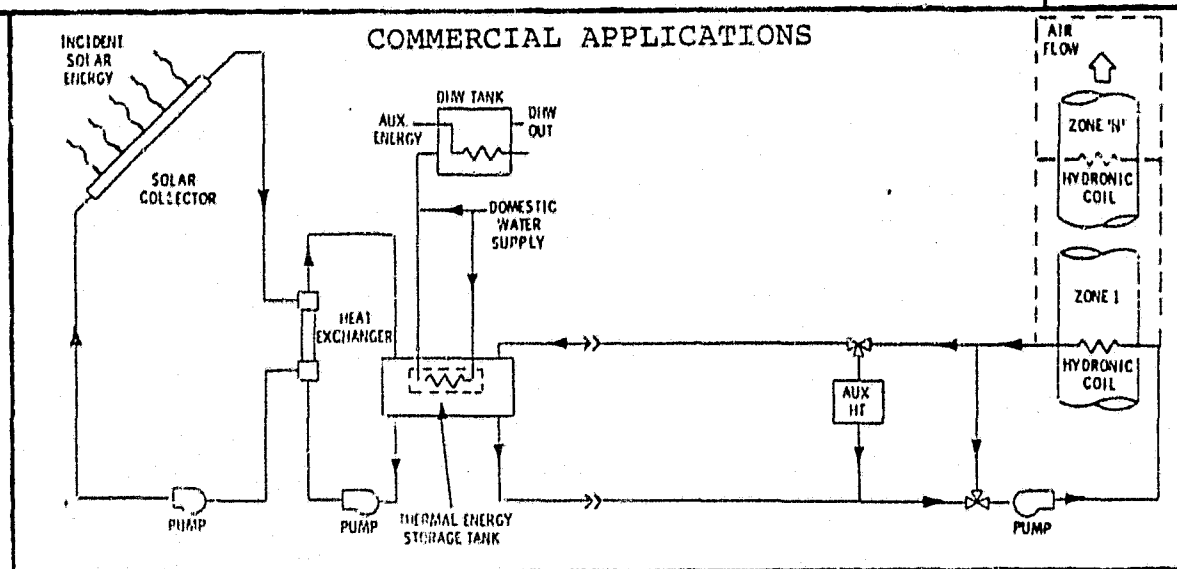 COMMERCIAL APPLICATIONS
INCIDENT
SOLAR
ENERGY
SOLAR
COLLECTOR
DHW TANK
AUX.
ENERGY
DHW
OUT
DOMESTIC
WATER
SUPPLY
HEAT
EXCHANGER
PUMP
PUMP
THERMAL ENERGY
STORAGE TANK
AUX
HT
AIR
FLOW
ZONE 'N'
HYDRONIC
COIL
ZONE 1
HYDRONIC
COIL
PUMP